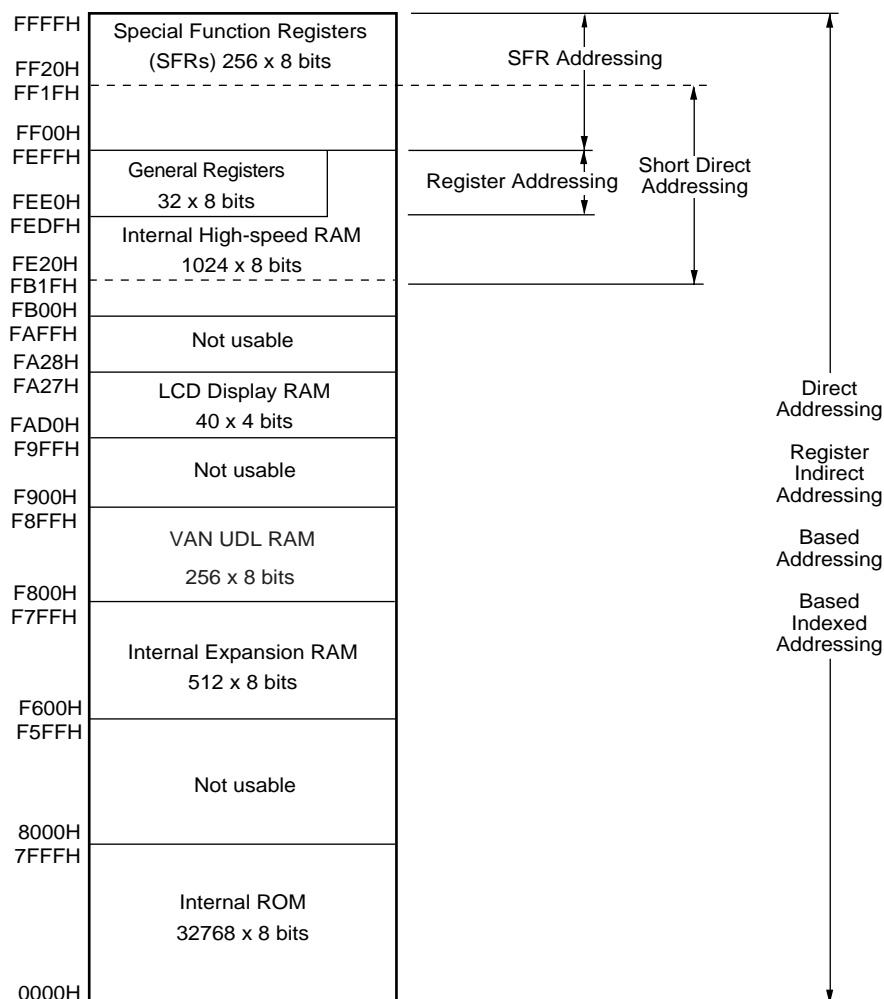 FFFFH
Special Function Registers
(SFRs) 256 x 8 bits
SFR Addressing
FF20H
FF1FH
FF00H
FEFFH
General Registers
32 x 8 bits
Register Addressing
Short Direct
Addressing
FEE0H
FEDFH
Internal High-speed RAM
1024 x 8 bits
FE20H
FB1FH
FB00H
FAFFH
Not usable
FA28H
FA27H
LCD Display RAM
40 x 4 bits
FAD0H
F9FFH
Not usable
F900H
F8FFH
VAN UDL RAM
256 x 8 bits
F800H
F7FFH
Internal Expansion RAM
512 x 8 bits
F600H
F5FFH
Not usable
8000H
7FFFH
Internal ROM
32768 x 8 bits
0000H
Direct
Addressing
Register
Indirect
Addressing
Based
Addressing
Based
Indexed
Addressing